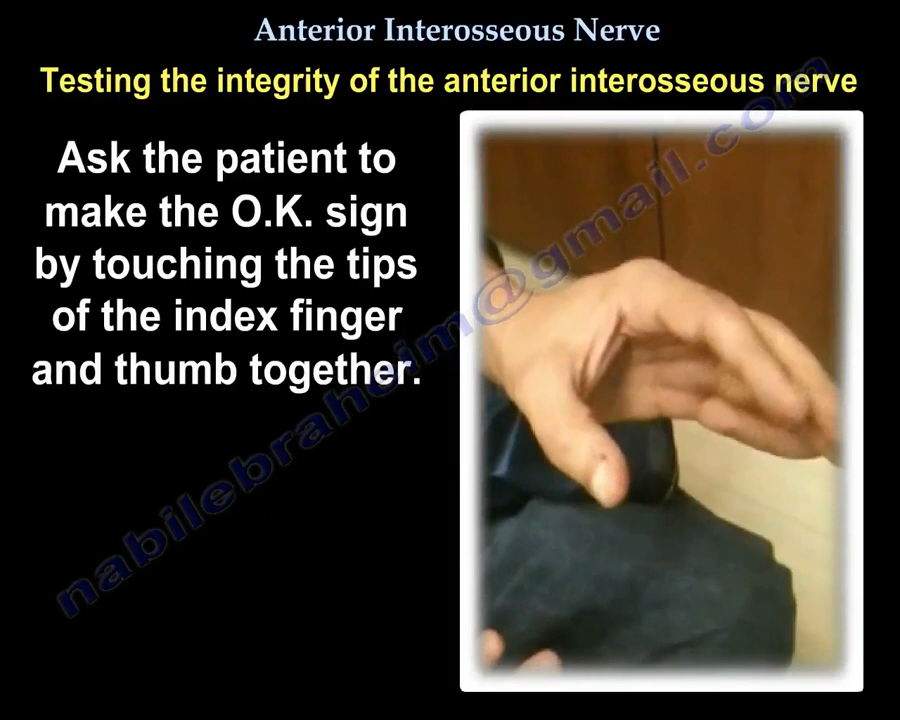 Anterior Interosseous Nerve
Testing the integrity of the anterior interosseous nerve
Ask the patient to
make the O.K. sign
by touching the tips
of the index finger
and thumb together.
nabilebraheim@gmail.com